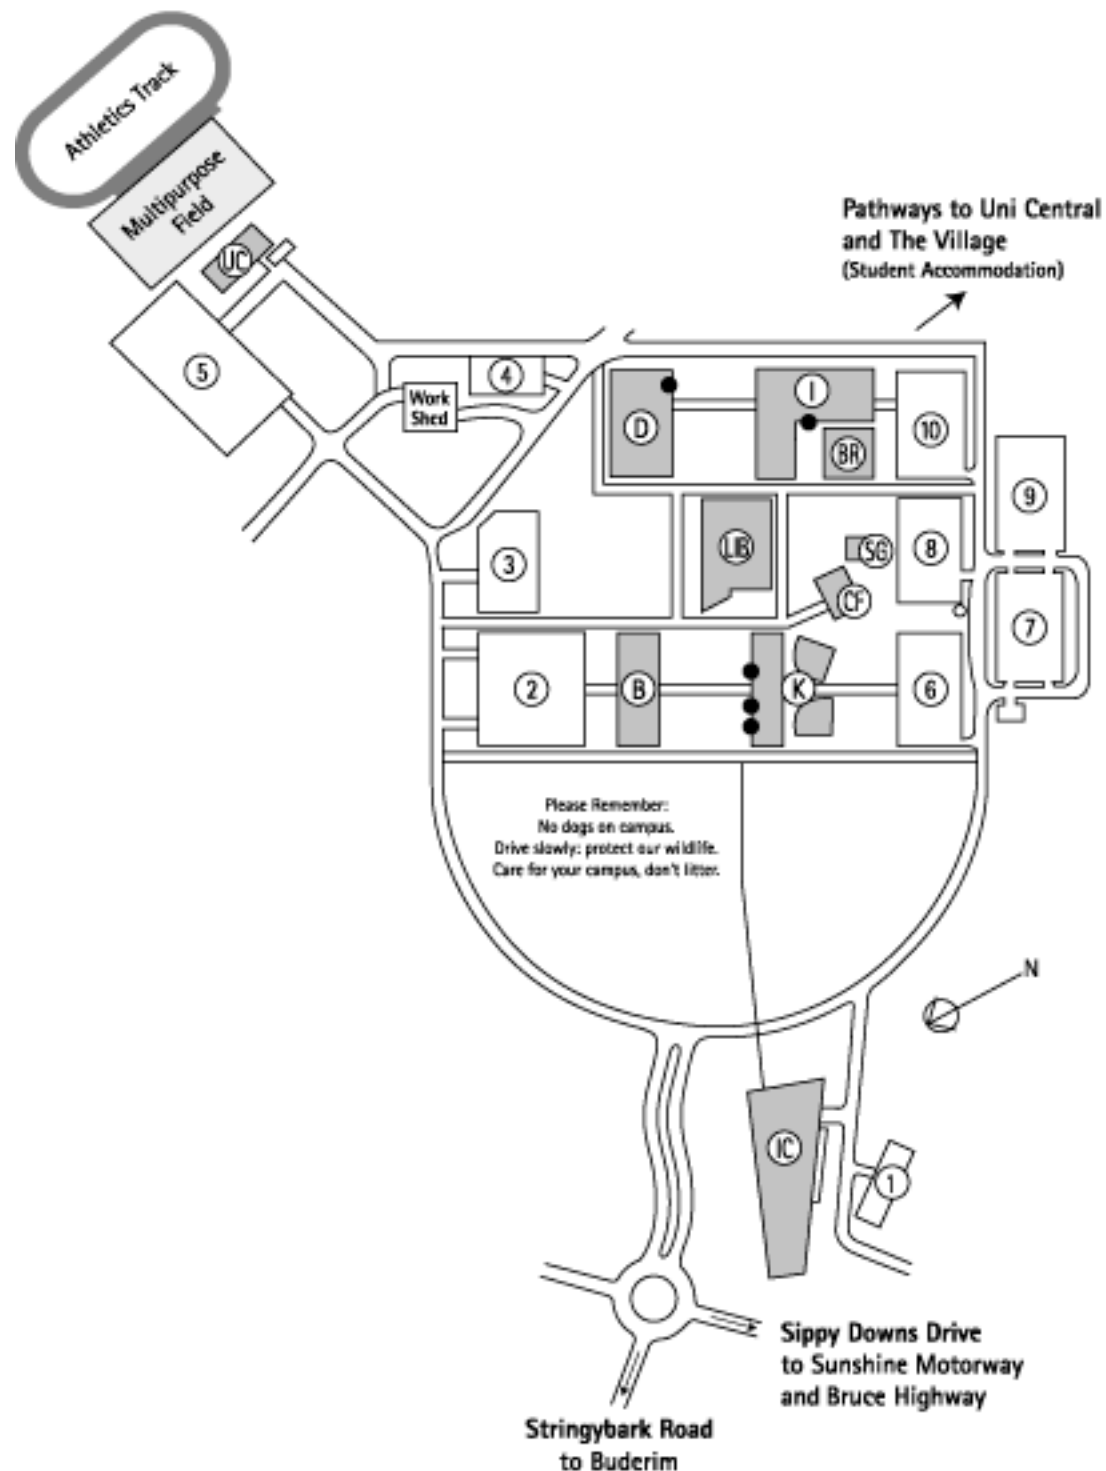 Athletics Track
Multipurpose
Field
UC
Pathways to Uni Central
and The Village
(Student Accommodation)
5
4
Work
Shed
D
I
BR
10
9
3
LIB
SG
8
CF
7
2
B
K
6
Please Remember:
No dogs on campus.
Drive slowly: protect our wildlife.
Care for your campus, don't litter.
N
IC
1
Sippy Downs Drive
to Sunshine Motorway
and Bruce Highway
Stringybark Road
to Buderim